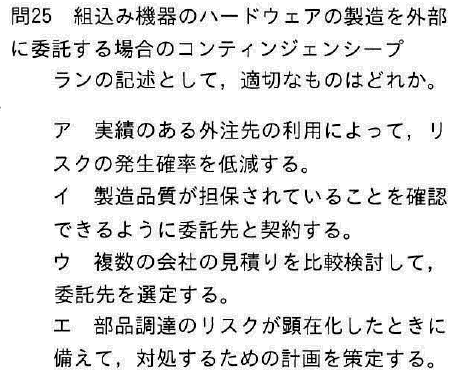 問25　組込み機器のハードウェアの製造を外部
に委託する場合のコンティンジェンシープ
ランの記述として，適切なものはどれか。
ア　実績のある外注先の利用によって，リ
スクの発生確率を低減する。
イ　製造品質が担保されていることを確認
できるように委託先と契約する。
ウ　複数の会社の見積りを比較検討して，
委託先を選定する。
エ　部品調達のリスクが顕在化したときに
備えて，対処するための計画を策定する。